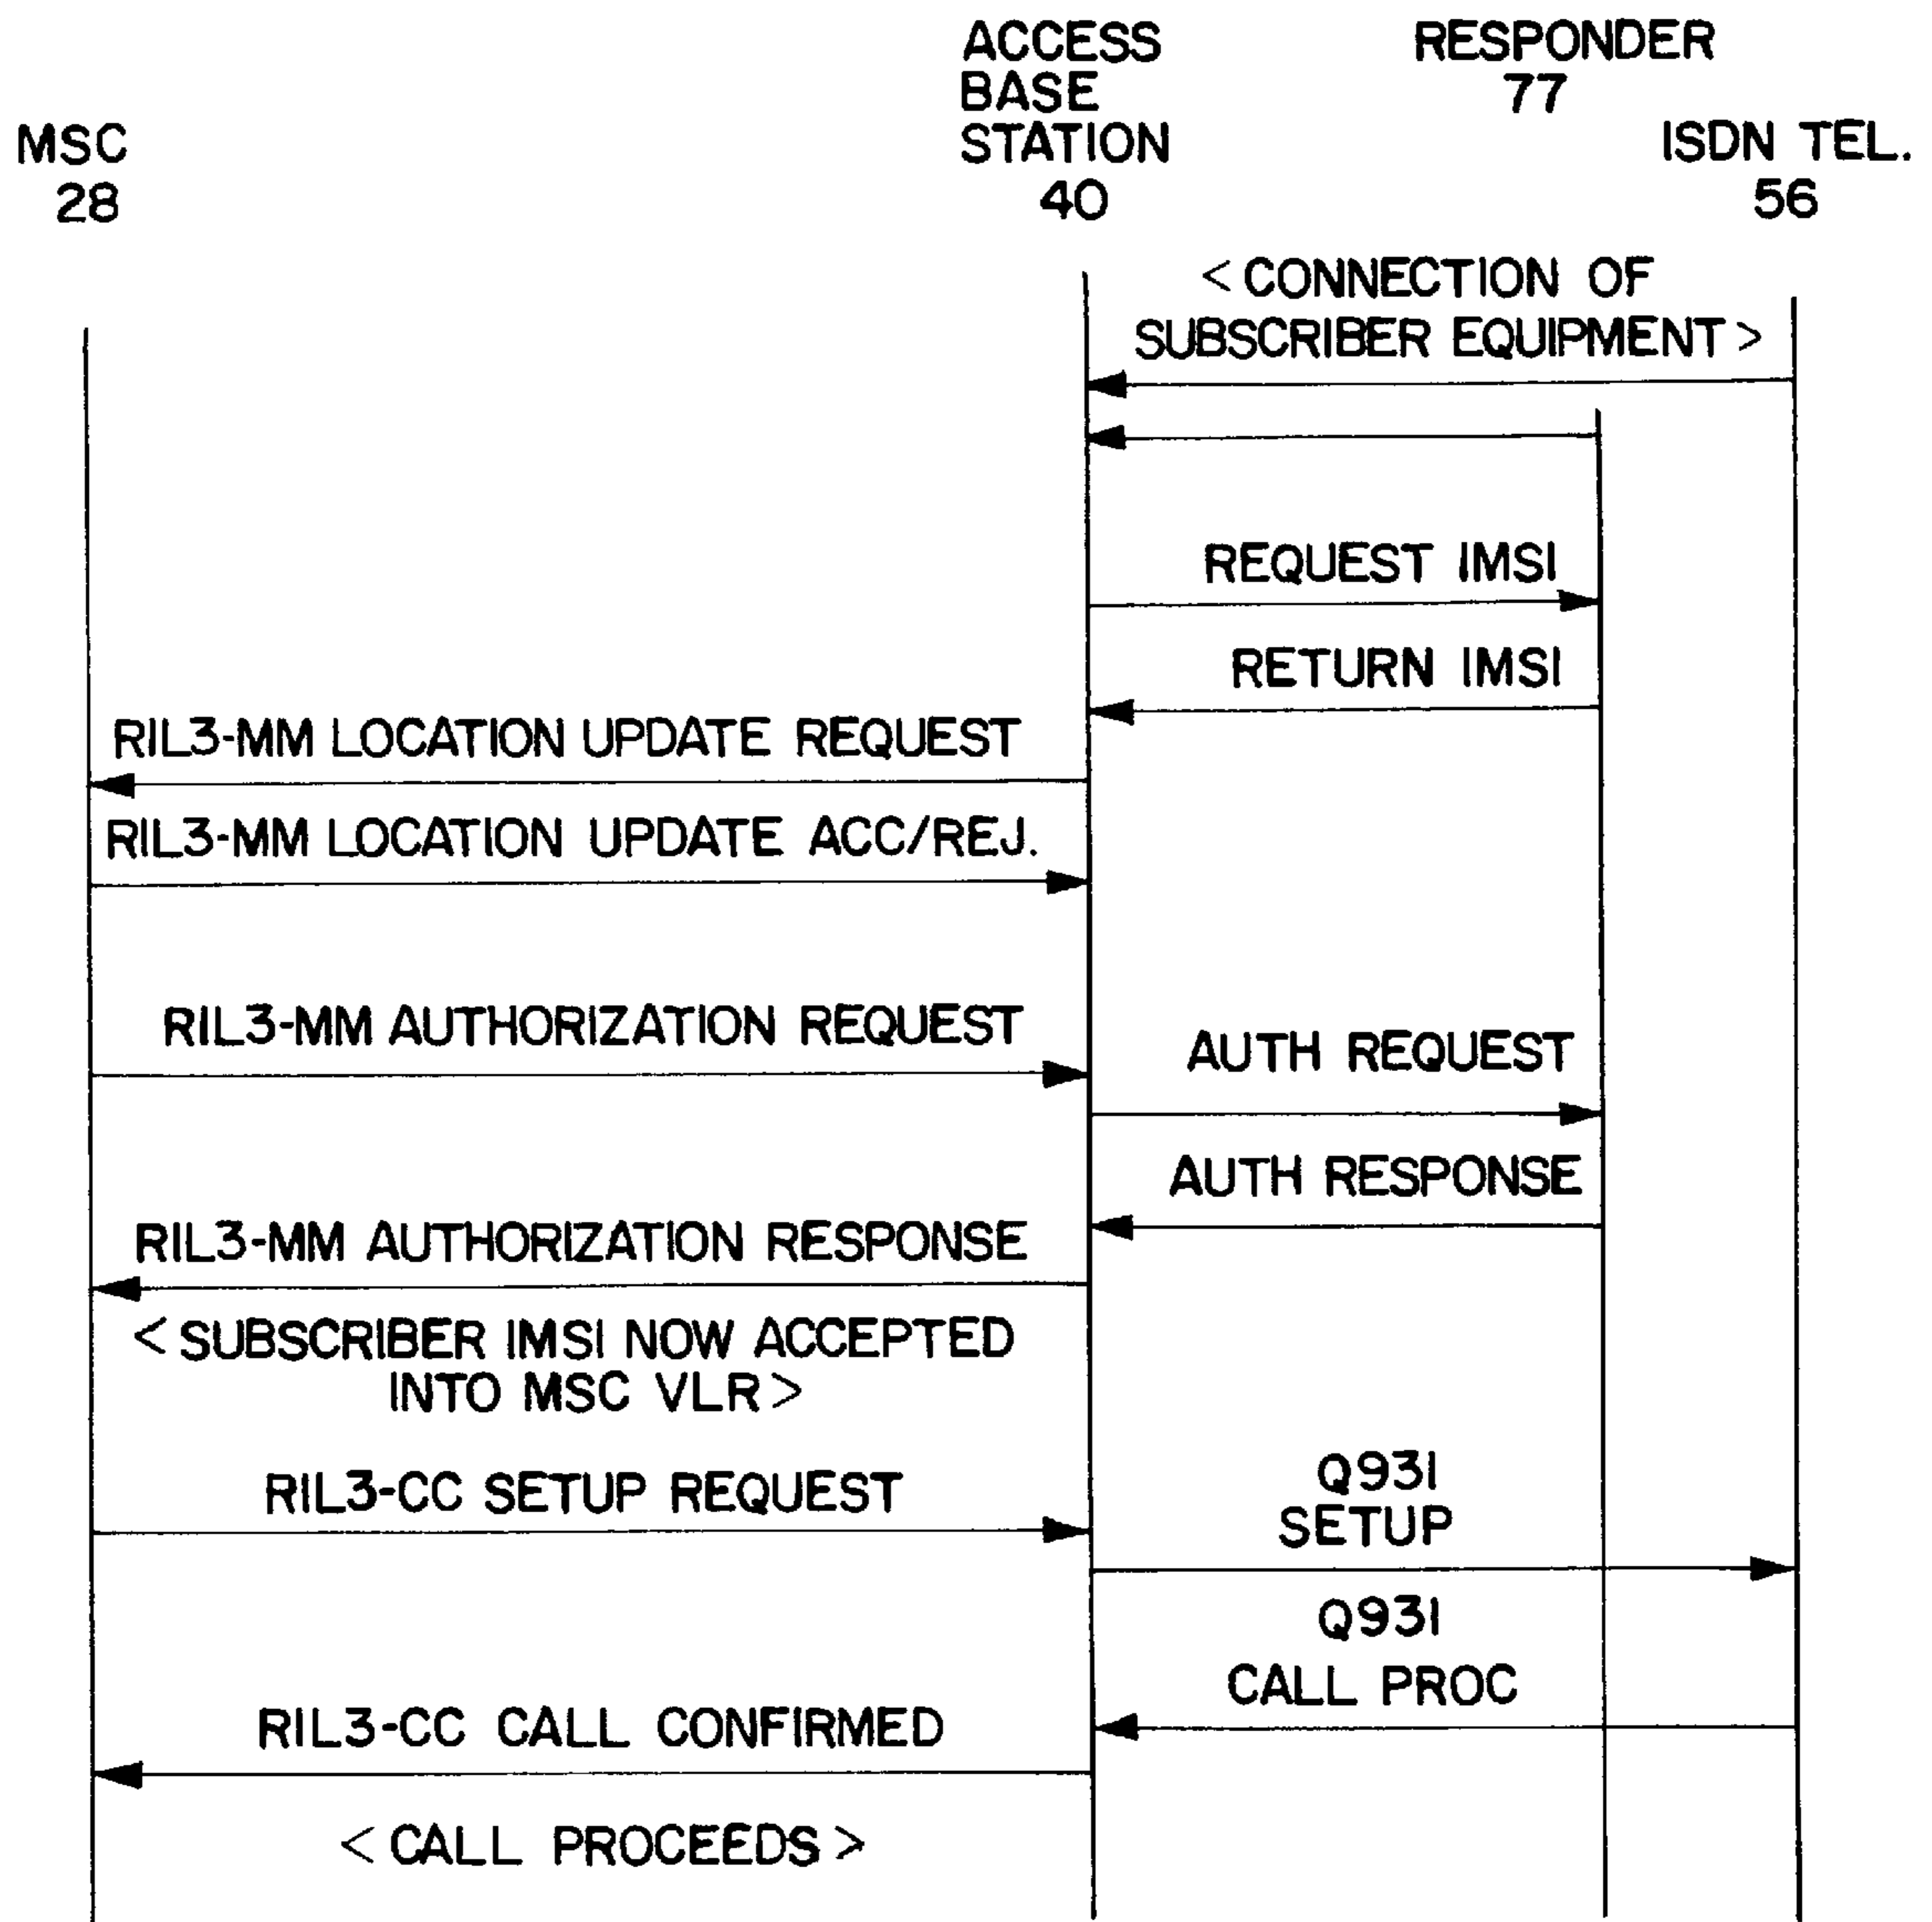 ACCESS
BASE
STATION
40
RESPONDER
77
MSC
28
ISDN TEL.
56
< CONNECTION OF
SUBSCRIBER EQUIPMENT >
REQUEST IMSI
RETURN IMSI
RIL3-MM LOCATION UPDATE REQUEST
RIL3-MM LOCATION UPDATE ACC/REJ.
RIL3-MM AUTHORIZATION REQUEST
AUTH REQUEST
AUTH RESPONSE
RIL3-MM AUTHORIZATION RESPONSE
< SUBSCRIBER IMSI NOW ACCEPTED
INTO MSC VLR >
RIL3-CC SETUP REQUEST
Q931
SETUP
Q931
CALL PROC
RIL3-CC CALL CONFIRMED
< CALL PROCEEDS >